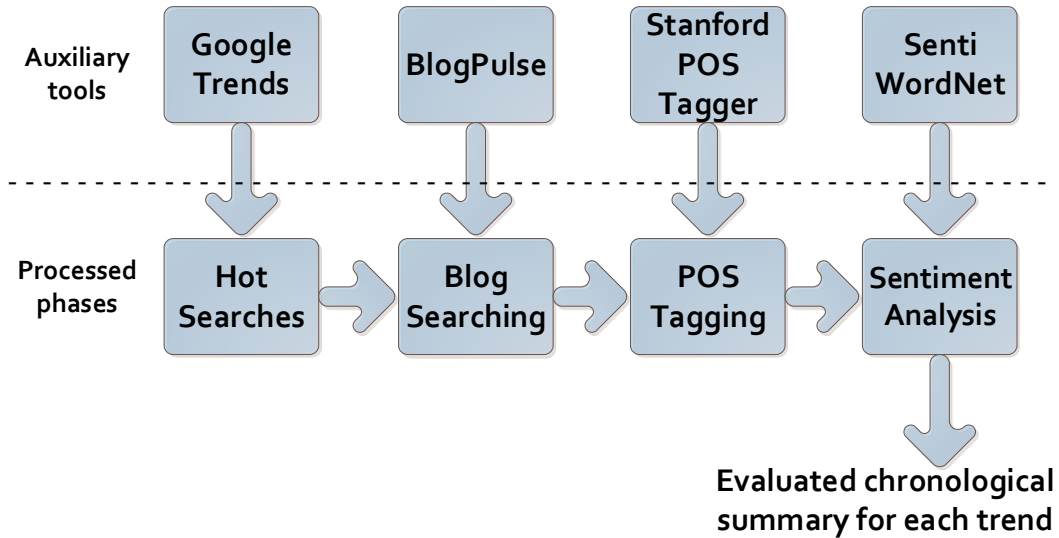 Auxiliary
tools
Google
Trends
BlogPulse
Stanford
POS
Tagger
Senti
WordNet
Processed
phases
Hot
Searches
Blog
Searching
POS
Tagging
Sentiment
Analysis
Evaluated chronological
summary for each trend